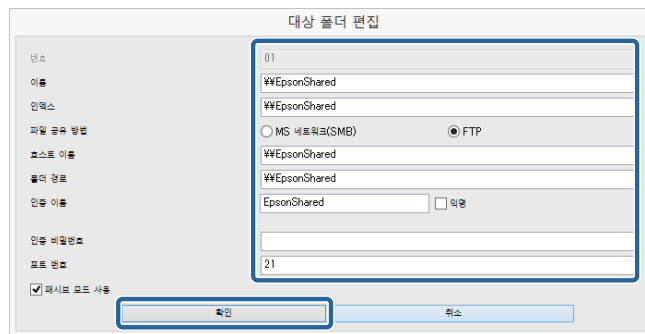 대상 폴더 편집
번호 01
이름 ₩₩EpsonShared
인덱스 ₩₩EpsonShared
파일 공유 방법 MS 네트워크(SMB) FTP
호스트 이름 ₩₩EpsonShared
폴더 경로 ₩₩EpsonShared
인증 이름 EpsonShared 익명
인증 비밀번호
포트 번호 21
패시브 모드 사용
확인 취소